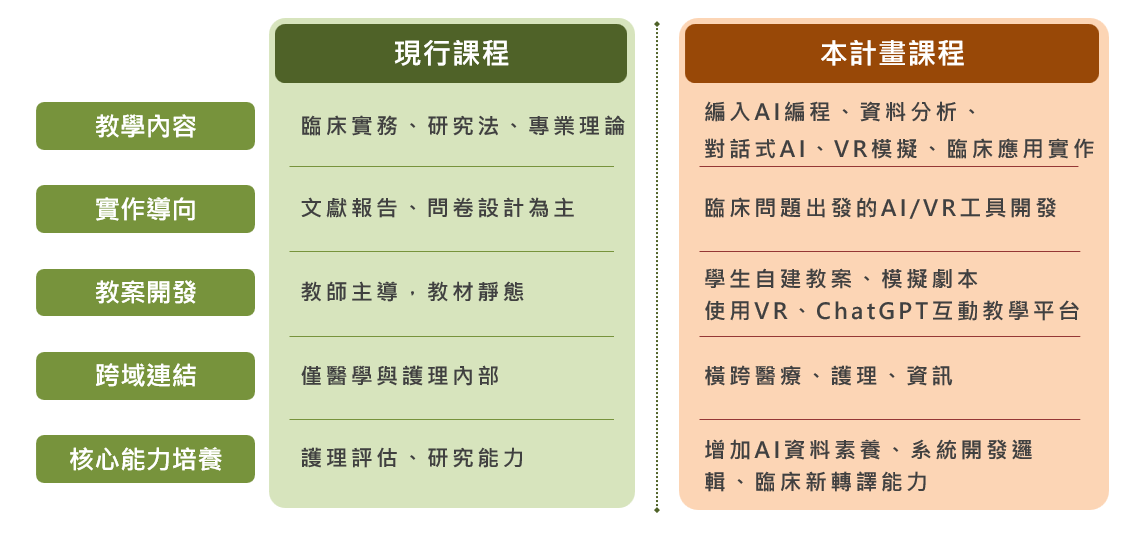 現行課程
本計畫課程
教學內容
臨床實務、研究法、專業理論
編入AI編程、資料分析、
對話式AI、VR模擬、臨床應用實作
實作導向
文獻報告、問卷設計為主
臨床問題出發的AI/VR工具開發
教案開發
教師主導，教材靜態
學生自建教案、模擬劇本
使用VR、ChatGPT互動教學平台
跨域連結
僅醫學與護理內部
橫跨醫療、護理、資訊
核心能力培養
護理評估、研究能力
增加AI資料素養、系統開發邏
輯、臨床新轉譯能力